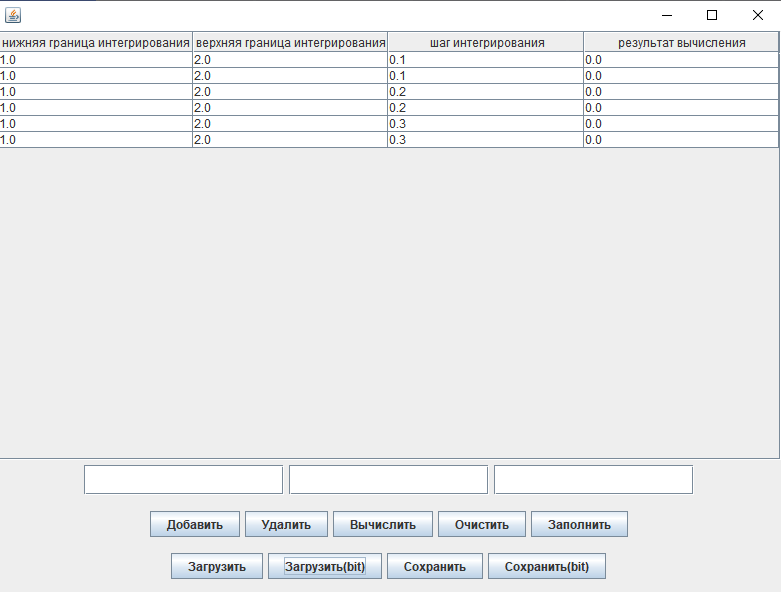 нижняя граница интегрирования верхняя граница интегрирования шаг интегрирования результат вычисления
1.0 2.0 0.1 0.0
1.0 2.0 0.1 0.0
1.0 2.0 0.2 0.0
1.0 2.0 0.2 0.0
1.0 2.0 0.3 0.0
1.0 2.0 0.3 0.0
Добавить Удалить Вычислить Очистить Заполнить
Загрузить Загрузить(bit) Сохранить Сохранить(bit)